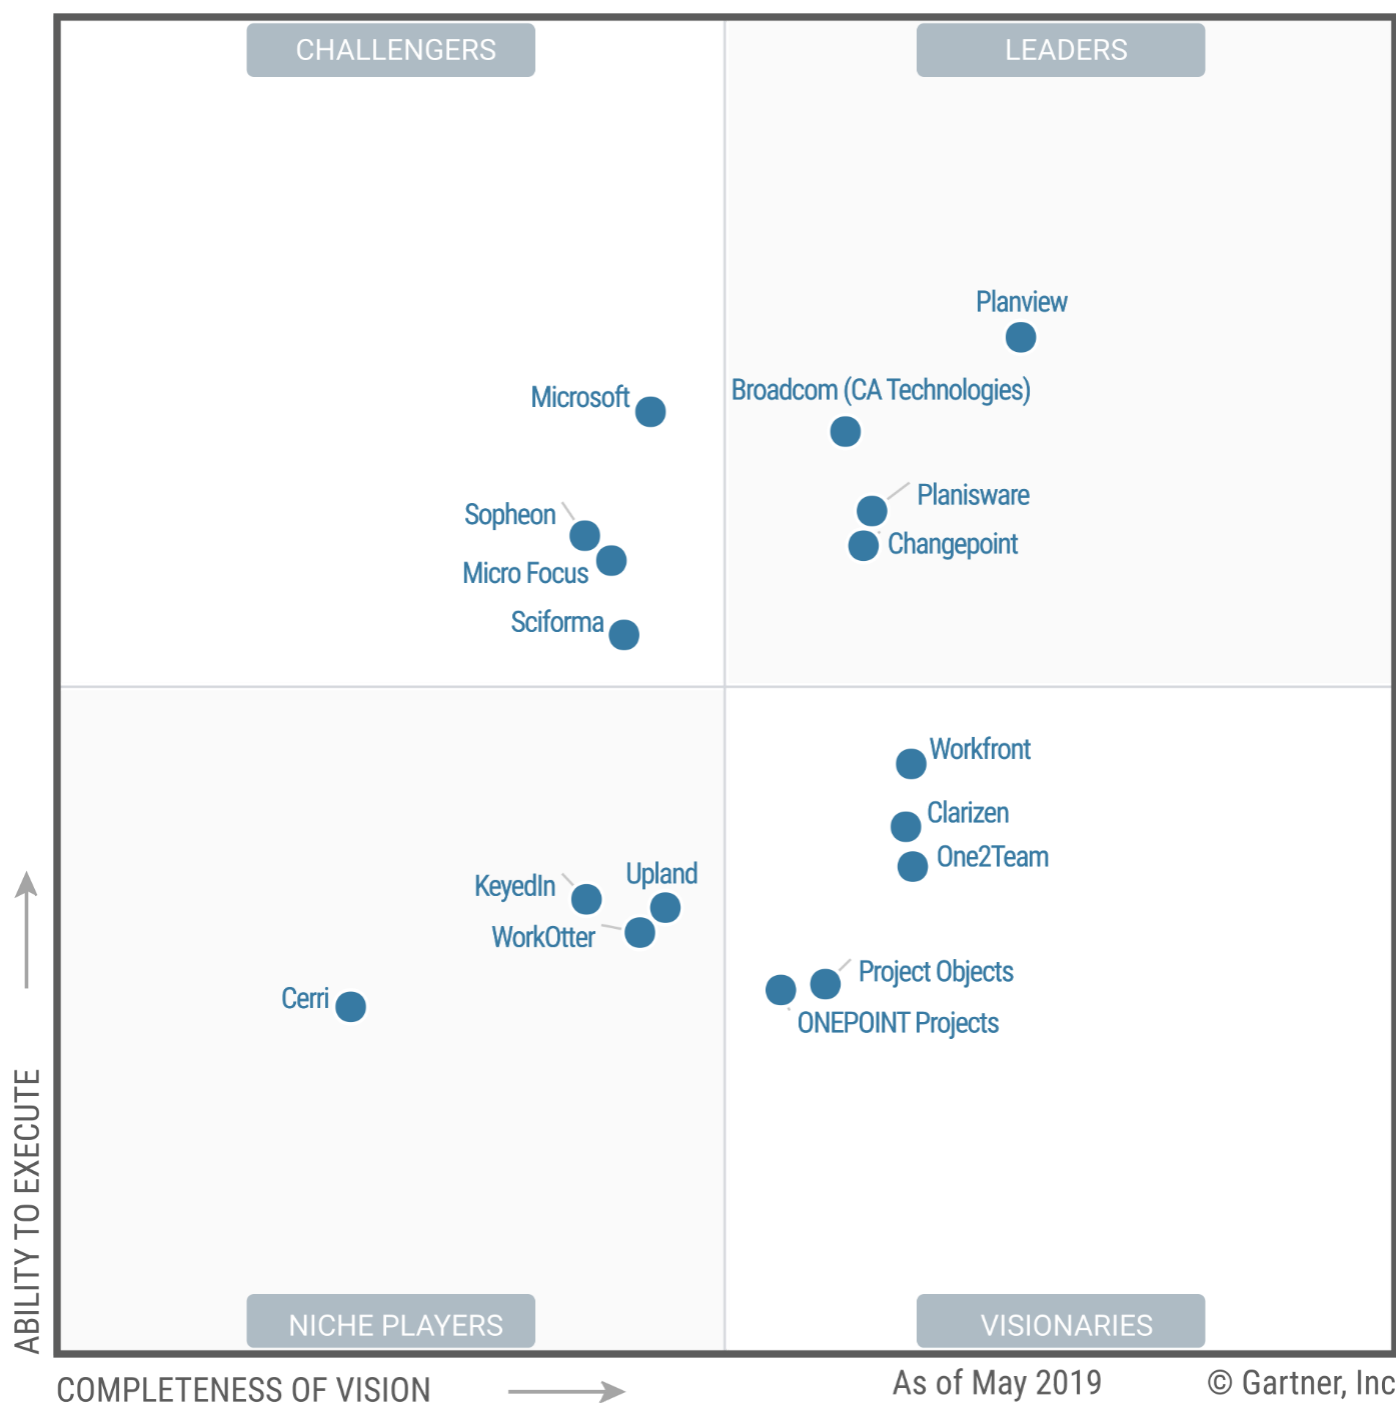 CHALLENGERS
LEADERS
Planview
Broadcom (CA Technologies)
Microsoft
Planisware
Sopheon
Changepoint
Micro Focus
Sciforma
Workfront
Clarizen
One2Team
Upland
KeyedIn
WorkOtter
Project Objects
Cerri
ONEPOINT Projects
ABILITY TO EXECUTE
NICHE PLAYERS
VISIONARIES
COMPLETENESS OF VISION
As of May 2019
© Gartner, Inc